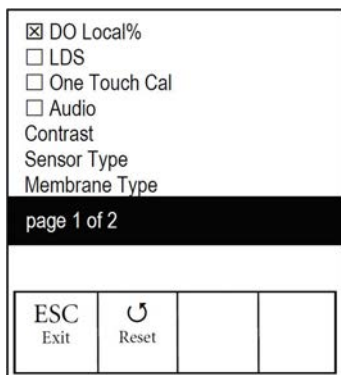 ☒ DO Local%
☐ LDS
☐ One Touch Cal
☐ Audio
Contrast
Sensor Type
Membrane Type
page 1 of 2
ESC
Exit
↺
Reset